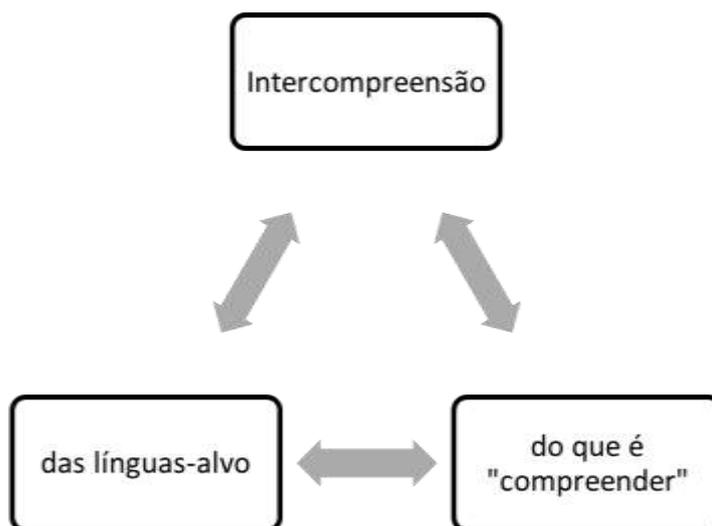 Intercompreensão
das línguas-alvo
do que é
"compreender"